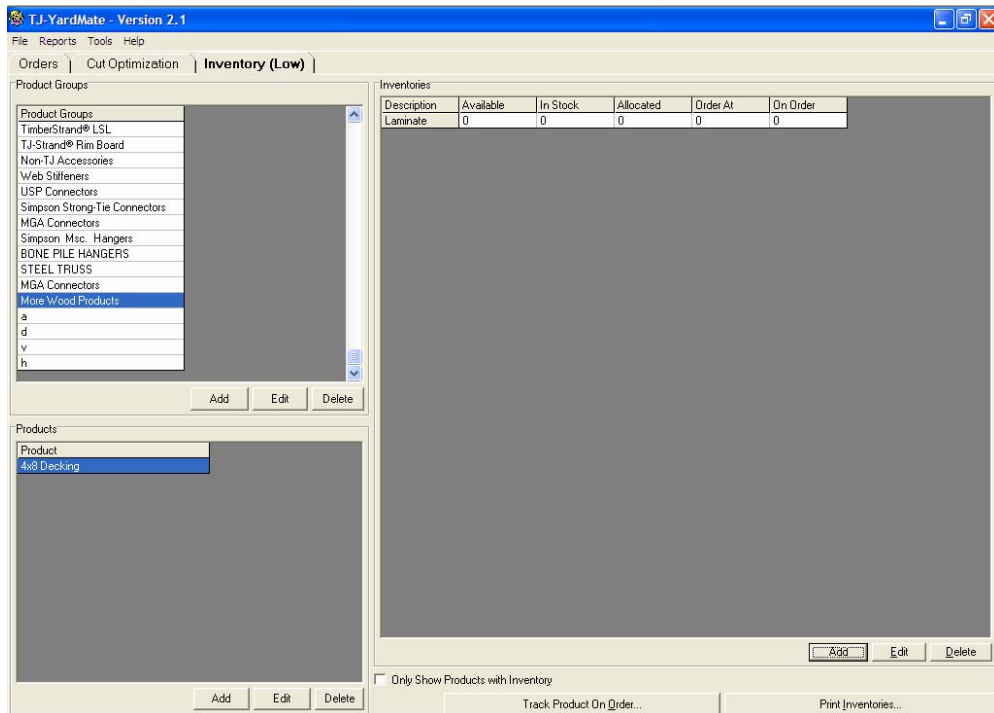 TJ-YardMate - Version 2.1
File Reports Tools Help
Orders Cut Optimization Inventory (Low)
Product Groups
Product Groups
TimberStrand® LSL
TJ-Strand® Rim Board
Non-TJ Accessories
Web Stiffeners
USP Connectors
Simpson Strong-Tie Connectors
MGA Connectors
Simpson Msc. Hangers
BONE PILE HANGERS
STEEL TRUSS
MGA Connectors
More Wood Products
a
d
v
h
Add Edit Delete
Products
Product
4x8 Decking
Add Edit Delete
Inventories
Description Available In Stock Allocated Order At On Order
Laminate 0 0 0 0 0
Add Edit Delete
Only Show Products with Inventory
Track Product On Order... Print Inventories...